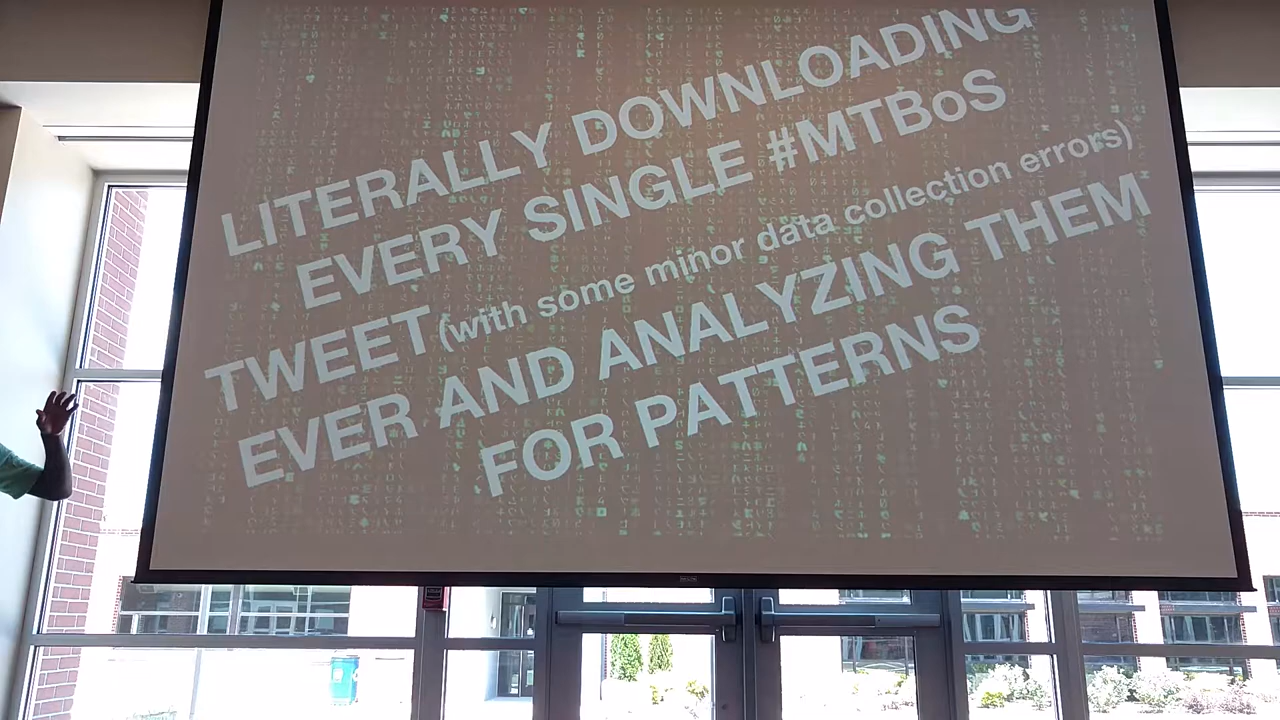 LITERALLY DOWNLOADING
EVERY SINGLE #MTBoS
TWEET (with some minor data collection errors)
EVER AND ANALYZING THEM
FOR PATTERNS